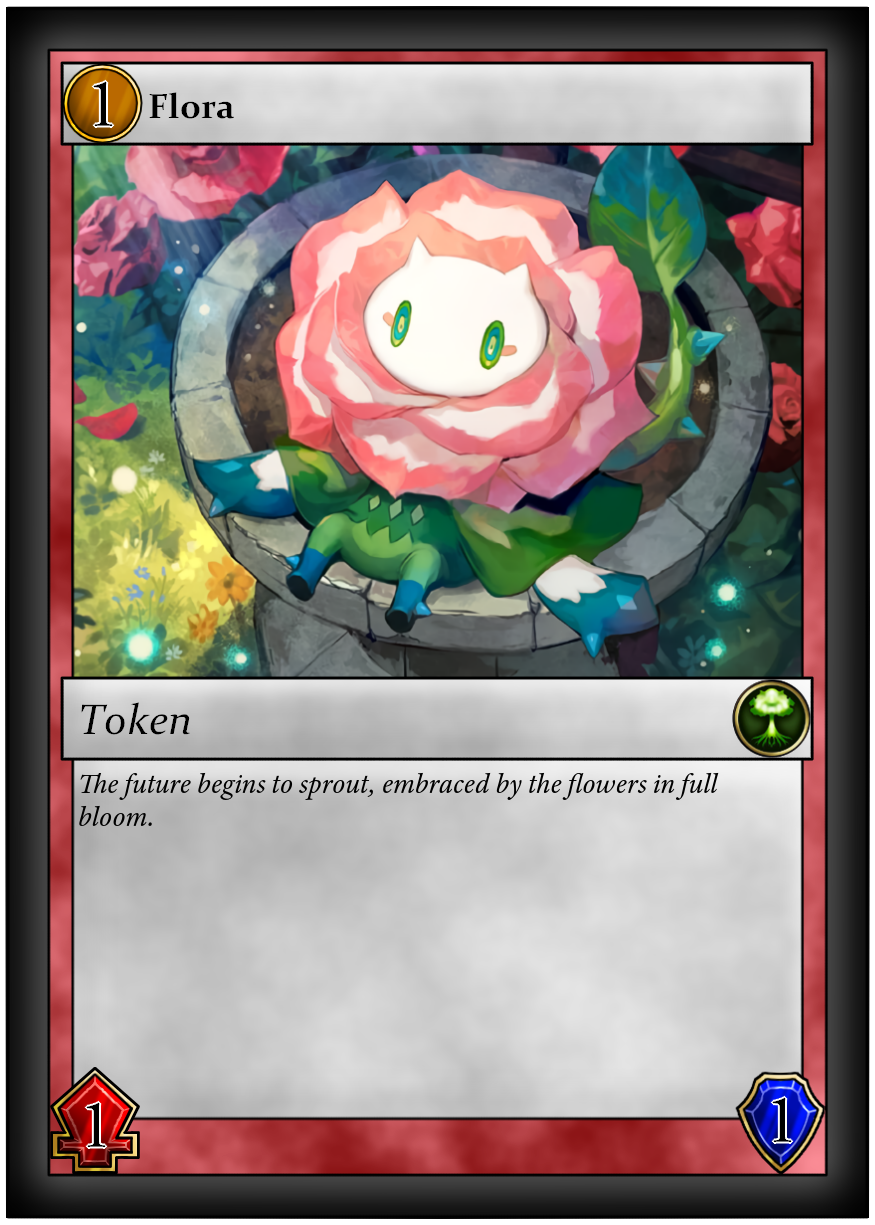 1 Flora
Token
The future begins to sprout, embraced by the flowers in full
bloom.
1 1